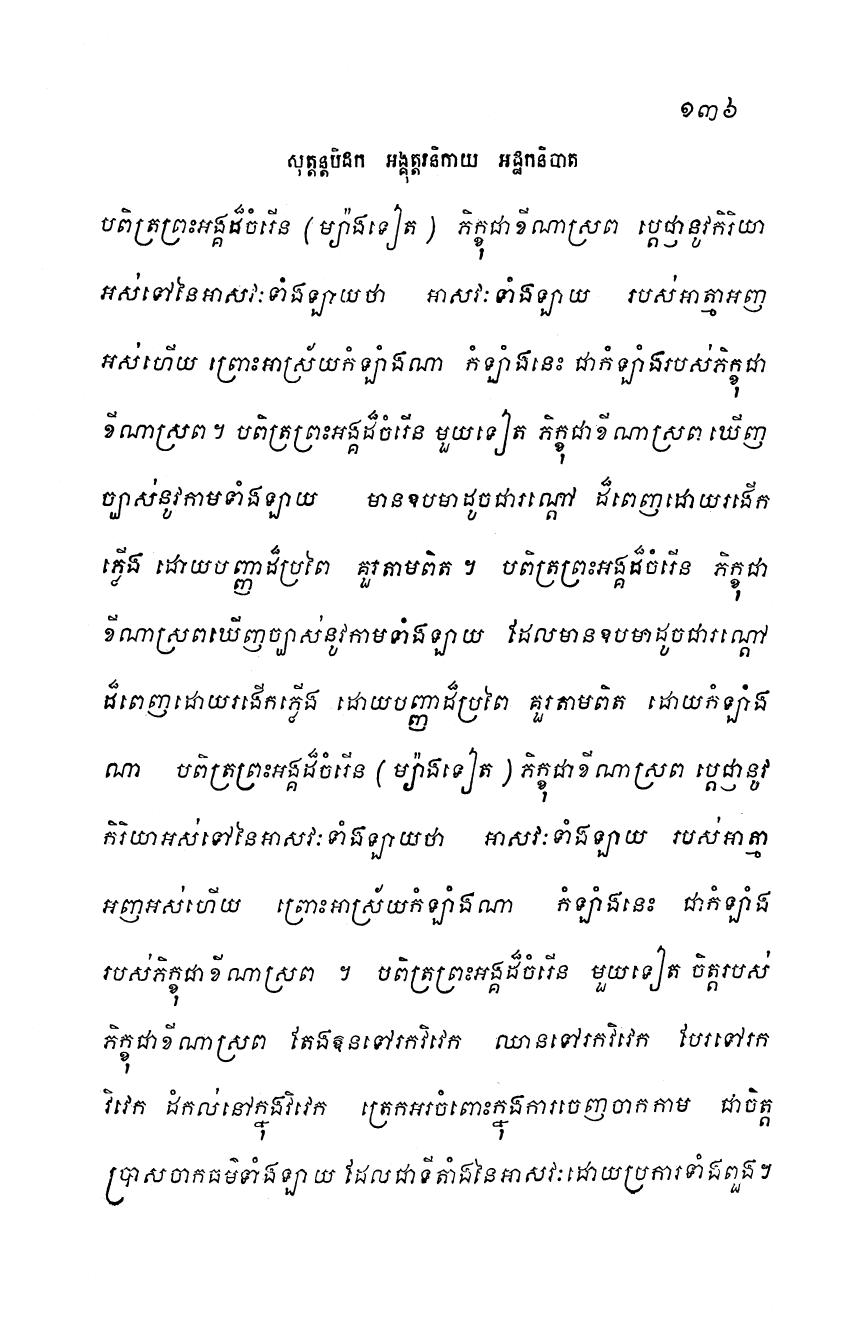 ១៣៦
សុត្តន្តបិដក អង្គុត្តរនិកាយ អដ្ឋកនិបាត
បពិត្រព្រះអង្គដ៏ចំរើន (ម្យ៉ាងទៀត) ភិក្ខុជាខីណាស្រព ប្តេជ្ញានូវកិរិយា
អស់ទៅនៃអាសវៈទាំងឡាយថា អាសវៈទាំងឡាយ របស់អាត្មាអញ
អស់ហើយ ព្រោះអាស្រ័យកំឡាំងណា កំឡាំងនេះ ជាកំឡាំងរបស់ភិក្ខុជា
ខីណាស្រព។ បពិត្រព្រះអង្គដ៏ចំរើន មួយទៀត ភិក្ខុជាខីណាស្រព ឃើញ
ច្បាស់នូវកាមទាំងឡាយ មានឧបមាដូចជារណ្តៅ ដ៏ពេញដោយរងើក
ភ្លើង ដោយបញ្ញាដ៏ប្រពៃ គួរតាមពិត។ បពិត្រព្រះអង្គដ៏ចំរើន ភិក្ខុជា
ខីណាស្រពឃើញច្បាស់នូវកាមទាំងឡាយ ដែលមានឧបមាដូចជារណ្តៅ
ដ៏ពេញដោយរងើកភ្លើង ដោយបញ្ញាដ៏ប្រពៃ គួរតាមពិត ដោយកំឡាំង
ណា បពិត្រព្រះអង្គដ៏ចំរើន (ម្យ៉ាងទៀត) ភិក្ខុជាខីណាស្រព ប្តេជ្ញានូវ
កិរិយាអស់ទៅនៃអាសវៈទាំងឡាយថា អាសវៈទាំងឡាយ របស់អាត្មា
អញអស់ហើយ ព្រោះអាស្រ័យកំឡាំងណា កំឡាំងនេះ ជាកំឡាំង
របស់ភិក្ខុជាខីណាស្រព ។ បពិត្រព្រះអង្គដ៏ចំរើន មួយទៀត ចិត្តរបស់
ភិក្ខុជាខីណាស្រព តែងឱនទៅរកវិវេក ឈានទៅរកវិវេក បែរទៅរក
វិវេក ដំកល់នៅក្នុងវិវេក ត្រេកអរចំពោះក្នុងការចេញចាកកាម ជាចិត្ត
ប្រាសចាកធម៌ទាំងឡាយ ដែលជាទីតាំងនៃអាសវៈដោយប្រការទាំងពួង។